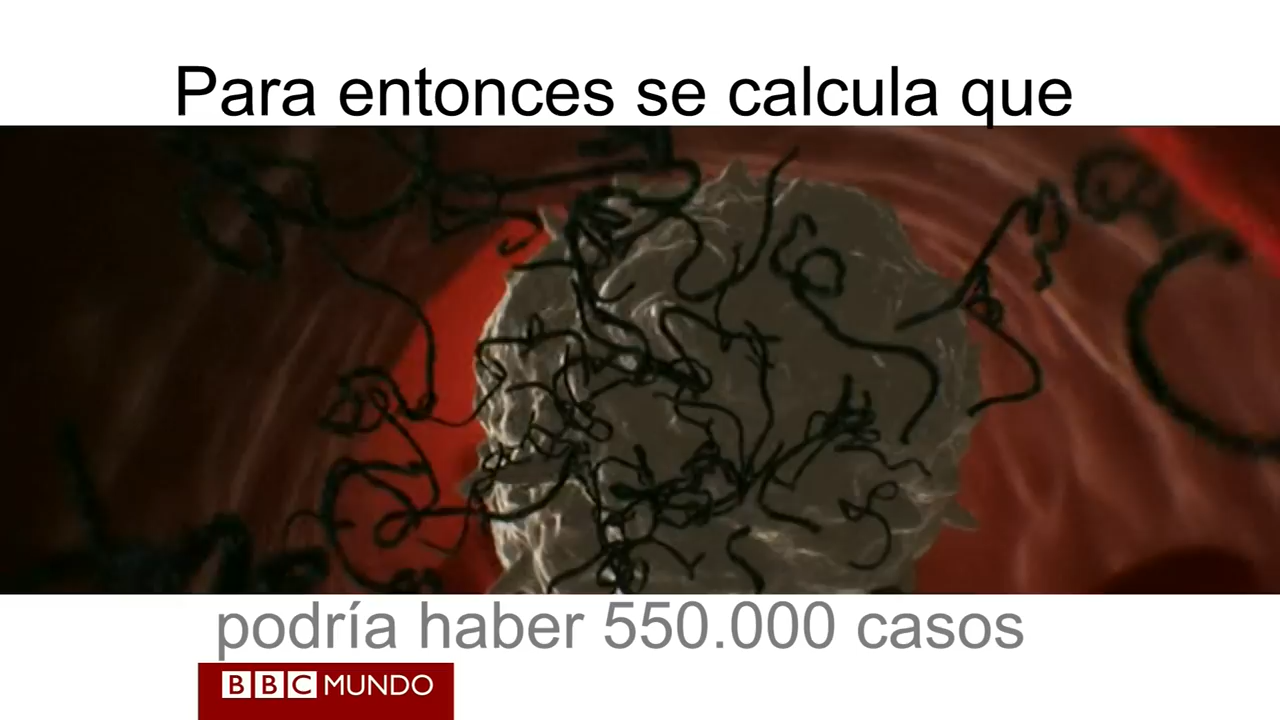 Para entonces se calcula que
podría haber 550.000 casos
BBC MUNDO